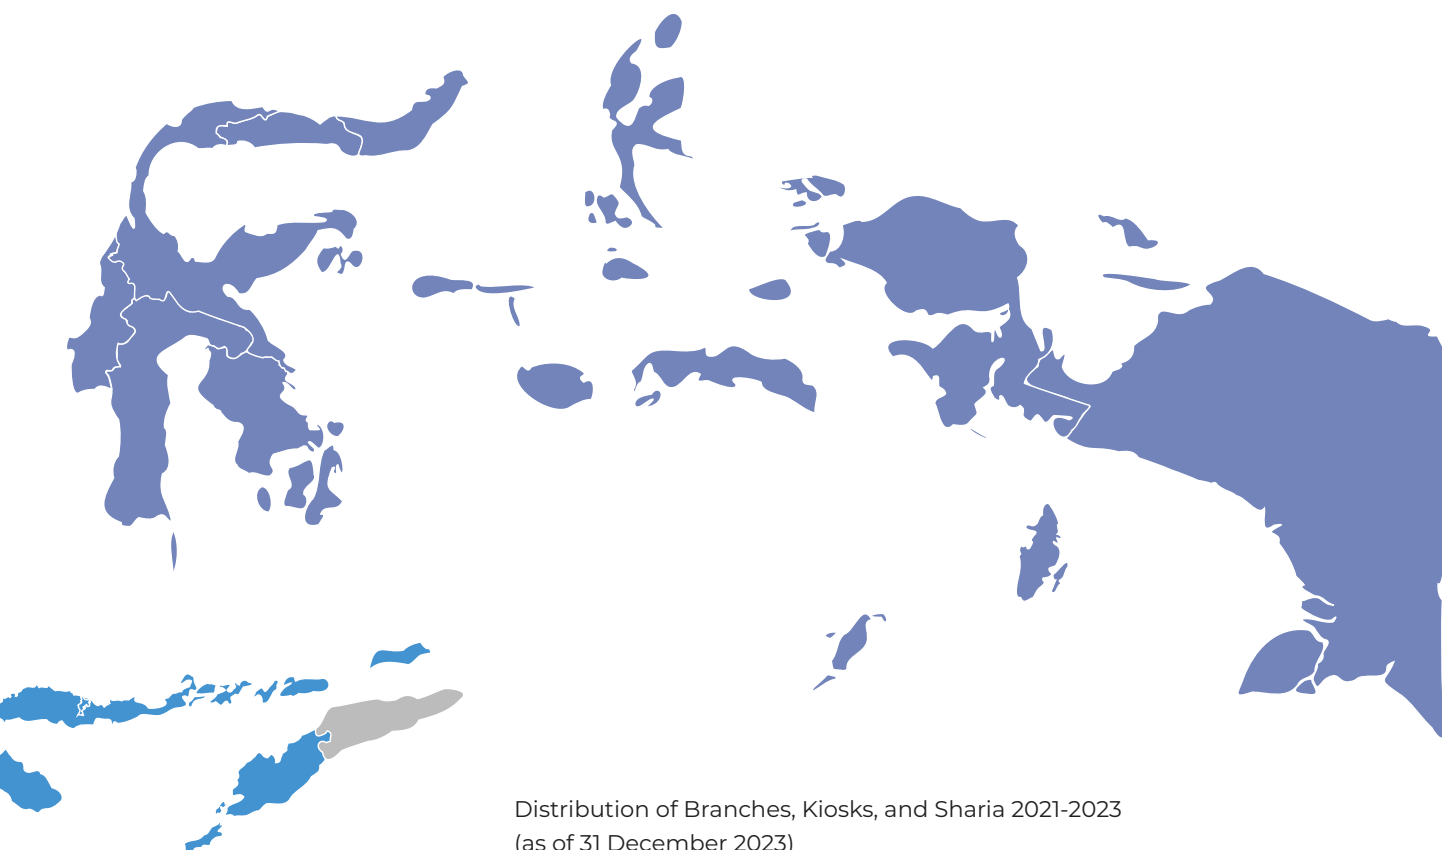 Distribution of Branches, Kiosks, and Sharia 2021-2023
(as of 31 December 2023)